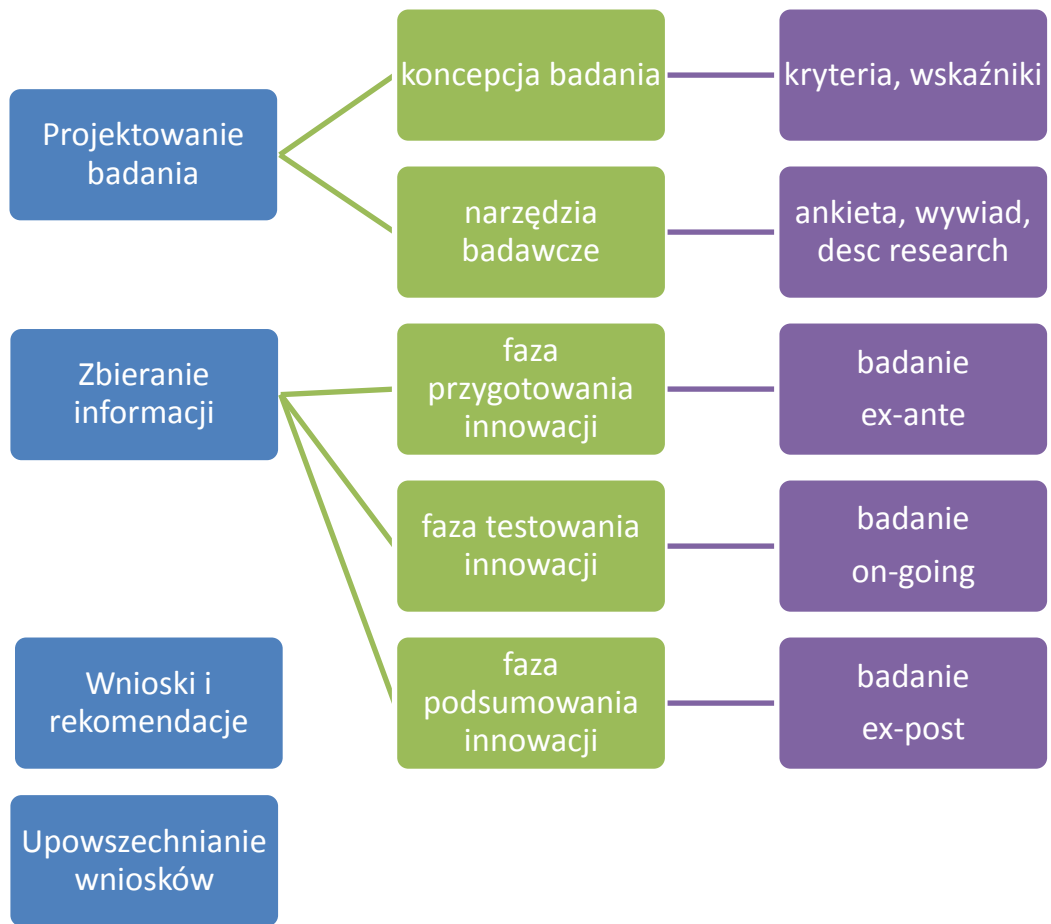 Projektowanie
badania
koncepcja badania
kryteria, wskaźniki
narzędzia
badawcze
ankieta, wywiad,
desc research
Zbieranie
informacji
faza
przygotowania
innowacji
badanie
ex-ante
faza testowania
innowacji
badanie
on-going
faza
podsumowania
innowacji
badanie
ex-post
Wnioski i
rekomendacje
Upowszechnianie
wniosków